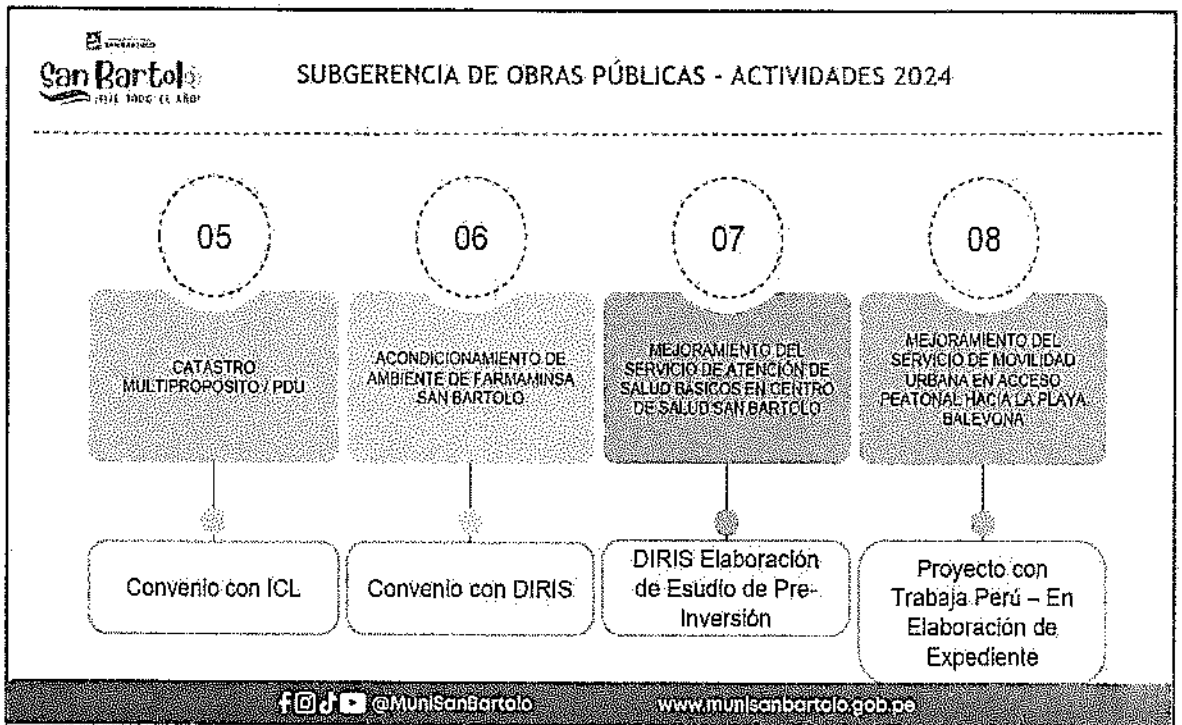 San Bartolo
SUBGERENCIA DE OBRAS PÚBLICAS - ACTIVIDADES 2024
05
CATASTRO
MULTIPROPÓSITO / PDU
Convenio con ICL
06
ACONDICIONAMIENTO DE
AMBIENTE DE FARMAMINSA
SAN BARTOLO
Convenio con DIRIS
07
MEJORAMIENTO DEL
SERVICIO DE ATENCIÓN DE
SALUD BÁSICOS EN CENTRO
DE SALUD SAN BARTOLO
DIRIS Elaboración
de Esudio de Pre-
Inversión
08
MEJORAMIENTO DEL
SERVICIO DE MOVILIDAD
URBANA EN ACCESO
PEATONAL HACIA LA PLAYA
BALEVONA
Proyecto con
Trabaja Perú – En
Elaboración de
Expediente
@MuniSanBartolo
www.munisanbartolo.gob.pe